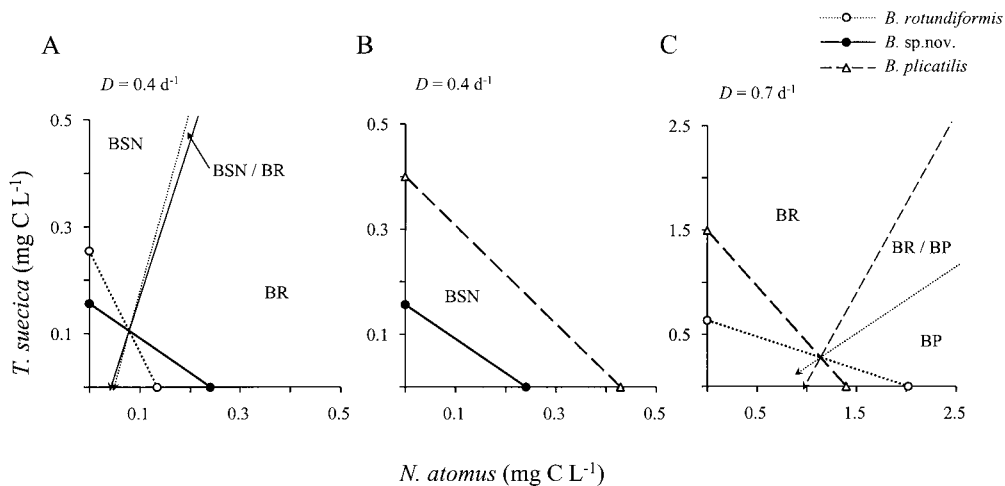 B. rotundiformis
B. sp.nov.
B. plicatilis
A
B
C
D = 0.4 d-1
D = 0.4 d-1
D = 0.7 d-1
T. suecica (mg C L-1)
0.5
0.3
0.1
BSN
BSN / BR
BR
0.1
0.3
0.5
0.5
0.3
0.1
BSN
0.1
0.3
0.5
2.5
1.5
0.5
BR
BR / BP
BP
0.5
1.5
2.5
N. atomus (mg C L-1)